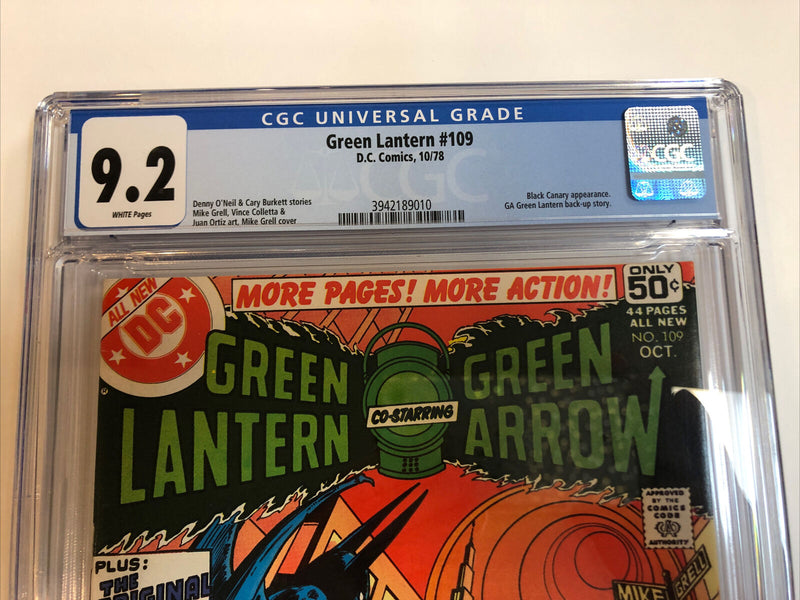 CGC UNIVERSAL GRADE
9.2
WHITE Pages
Green Lantern #109
D.C. Comics, 10/78
Denny O'Neil & Cary Burkett stories
Mike Grell, Vince Colletta &
Juan Ortiz art, Mike Grell cover
3942189010
Black Canary appearance.
GA Green Lantern back-up story.
CGC
CGC
ALL NEW
DC
MORE PAGES! MORE ACTION!
ONLY
50¢
44 PAGES
ALL NEW
NO. 109
OCT.
GREEN
LANTERN
CO-STARRING
GREEN
ARROW
APPROVED
BY THE
COMICS
CODE
AUTHORITY
PLUS:
THE
ORIGINAL
MIKE
GRELL